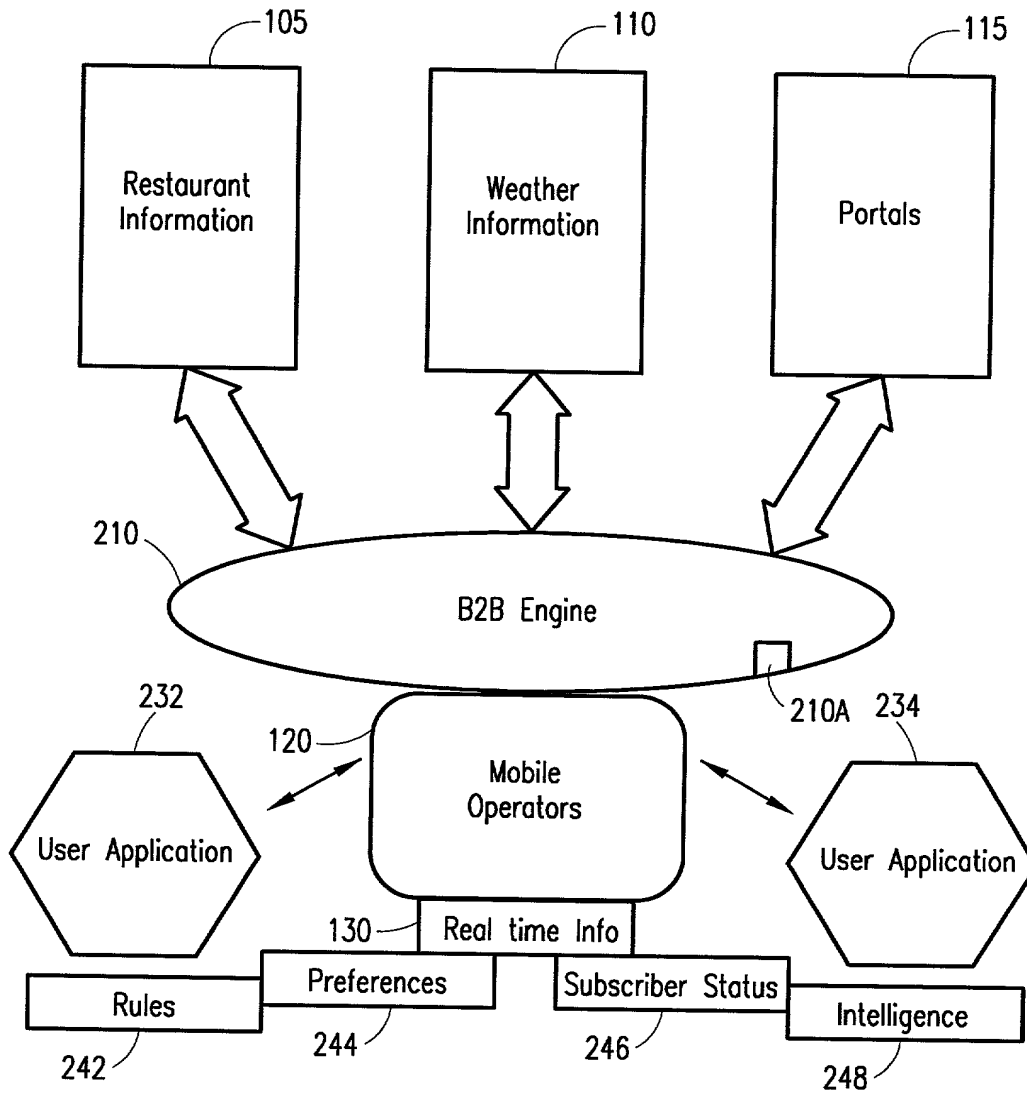 105
110
115
Restaurant
Information
Weather
Information
Portals
210
B2B Engine
210A
232
120
234
Mobile
Operators
User Application
User Application
130
Real time Info
Preferences
Subscriber Status
Rules
Intelligence
242
244
246
248